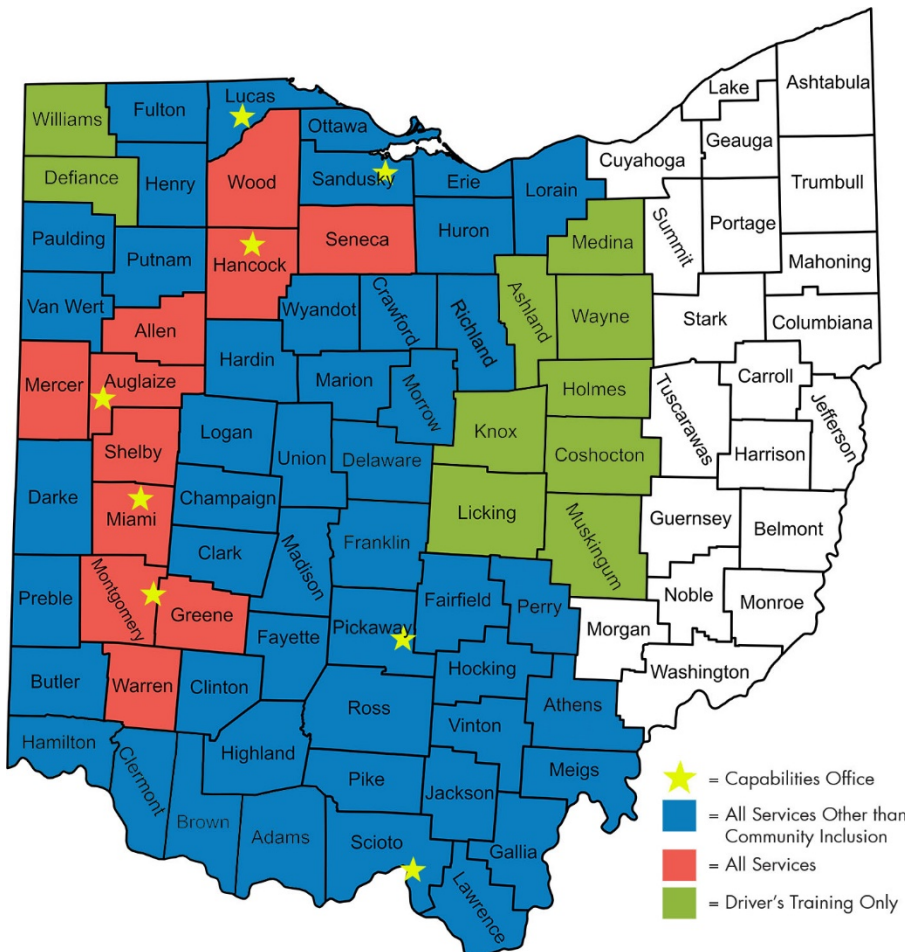 Lake
Ashtabula
Lucas
Fulton
Williams
Ottawa
Geauga
Cuyahoga
Wood
Defiance
Henry
Sandusky
Erie
Lorain
Trumbull
Summit
Portage
Paulding
Seneca
Huron
Medina
Putnam
Hancock
Mahoning
Van Wert
Wyandot
Crawford
Richland
Ashland
Wayne
Stark
Columbiana
Allen
Hardin
Marion
Morrow
Holmes
Tuscarawas
Carroll
Jefferson
Mercer
Auglaize
Knox
Logan
Union
Shelby
Delaware
Coshocton
Harrison
Darke
Champaign
Miami
Licking
Muskingum
Guernsey
Belmont
Clark
Madison
Franklin
Preble
Montgomery
Greene
Fairfield
Perry
Noble
Monroe
Fayette
Pickaway
Morgan
Hocking
Washington
Butler
Warren
Clinton
Ross
Athens
Vinton
Hamilton
Clermont
Highland
Pike
Meigs
Jackson
Brown
Adams
Scioto
Gallia
Lawrence
= Capabilities Office
= All Services Other than
Community Inclusion
= All Services
= Driver's Training Only